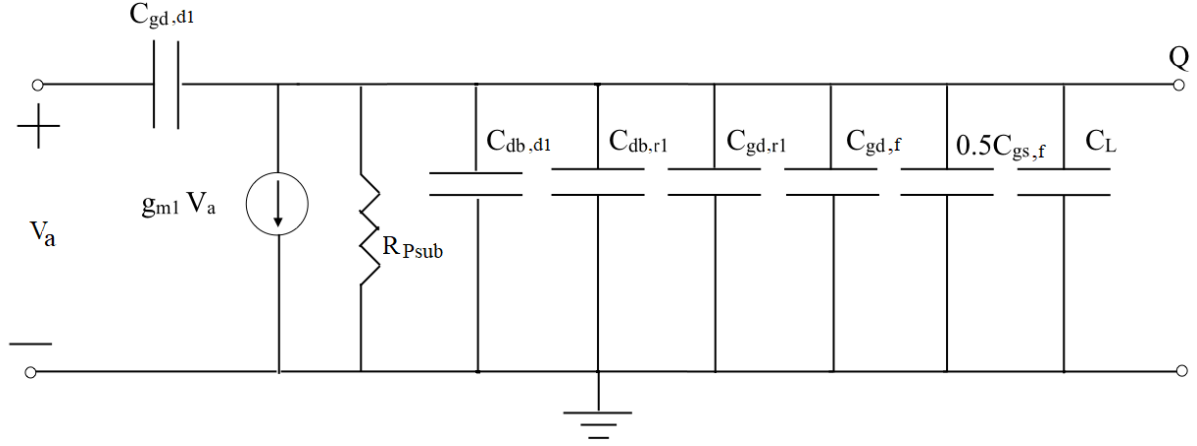 Cgd,d1
Q
+
Cdb,d1
Cdb,r1
Cgd,r1
Cgd,f
0.5Cgs,f
CL
gm1 Va
Va
RPsub
−